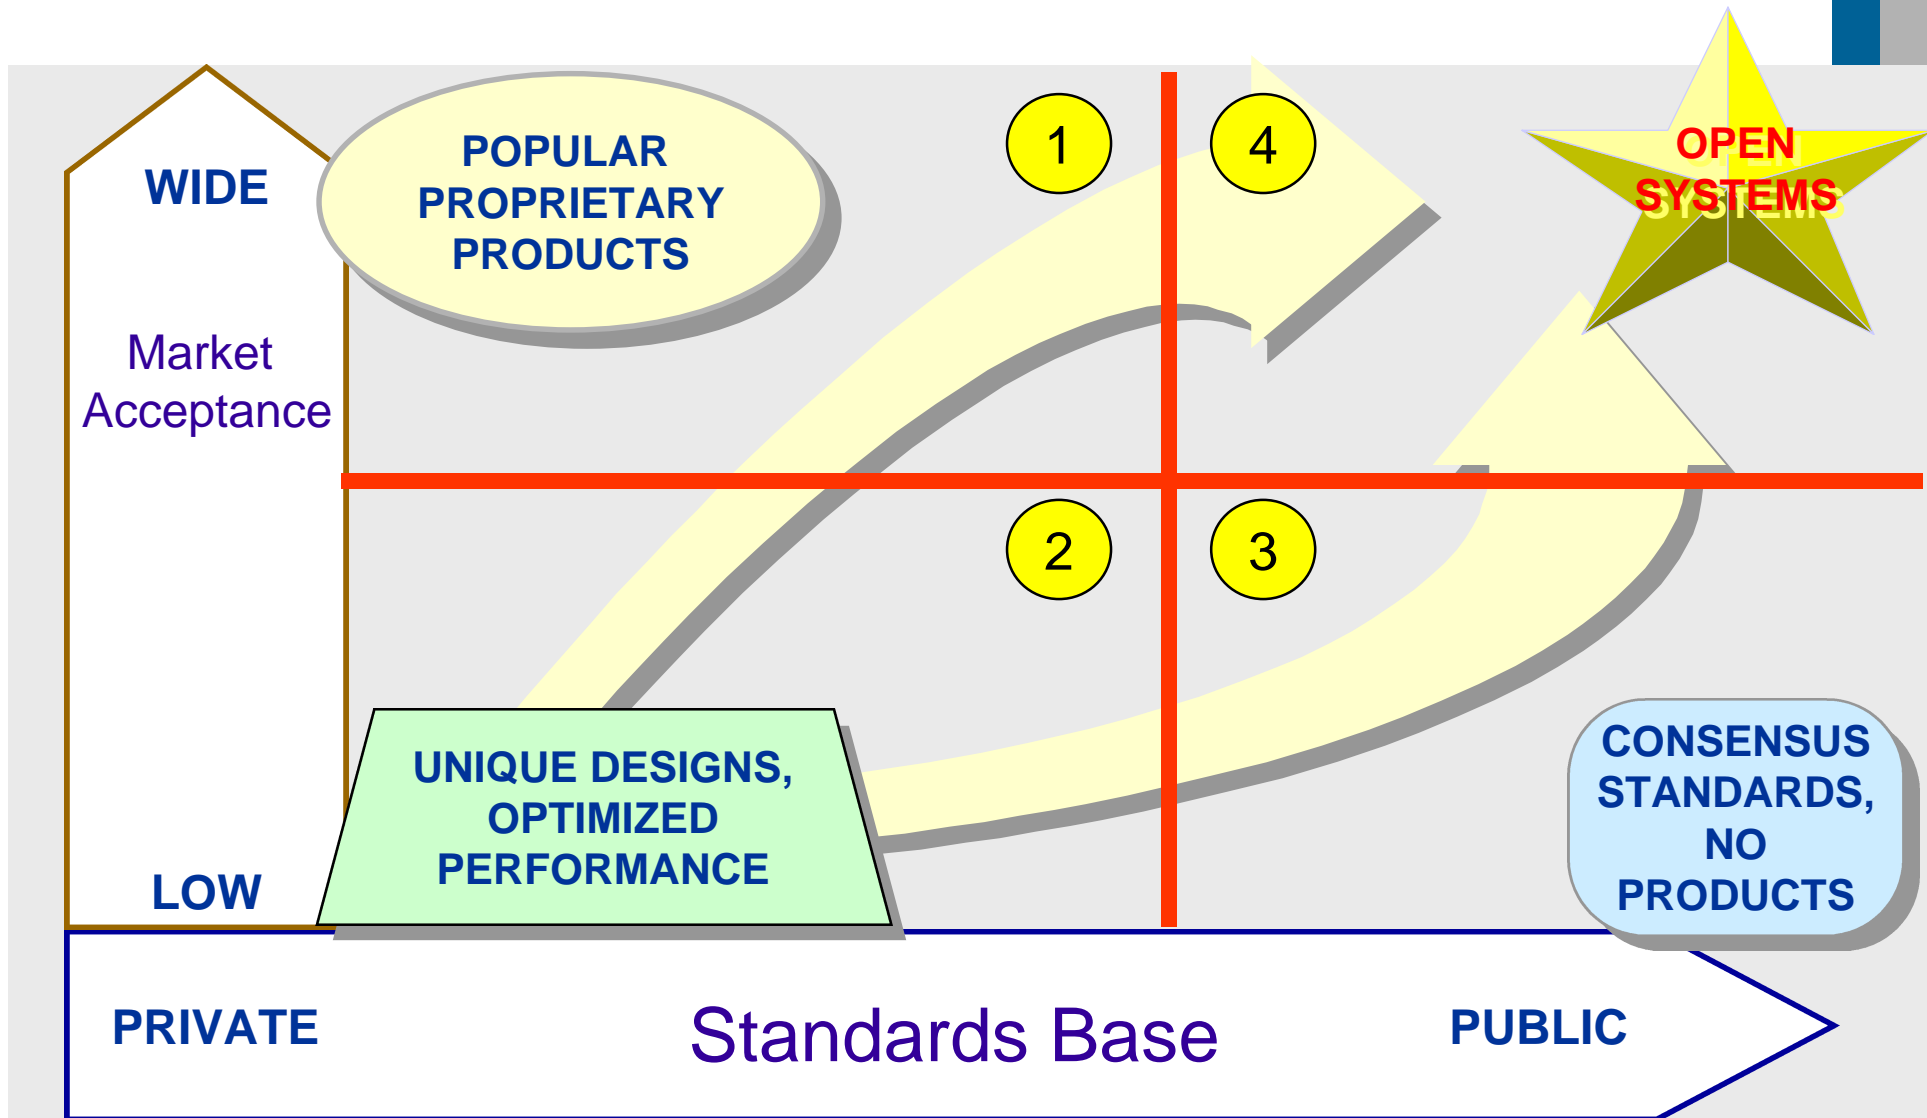 WIDE
Market
Acceptance
LOW
POPULAR
PROPRIETARY
PRODUCTS
1
4
OPEN
SYSTEMS
2
3
UNIQUE DESIGNS,
OPTIMIZED
PERFORMANCE
CONSENSUS
STANDARDS,
NO
PRODUCTS
PRIVATE
Standards Base
PUBLIC